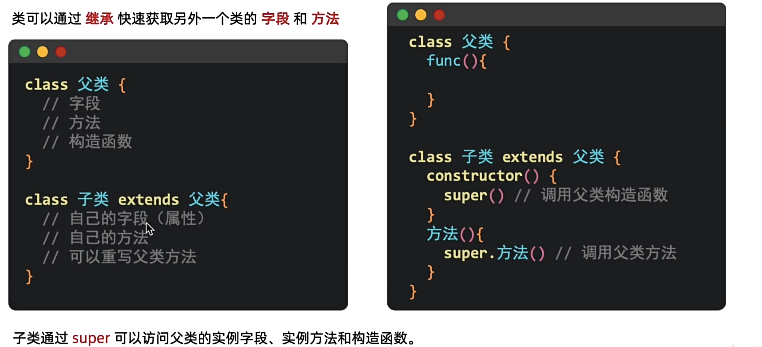 类可以通过 继承 快速获取另外一个类的 字段 和 方法
class 父类 {
// 字段
// 方法
// 构造函数
}
class 子类 extends 父类{
// 自己的字段（属性）
// 自己的方法
// 可以重写父类方法
}
class 父类 {
func(){
}
}
class 子类 extends 父类 {
constructor() {
super() // 调用父类构造函数
}
方法(){
super.方法() // 调用父类方法
}
}
子类通过 super 可以访问父类的实例字段、实例方法和构造函数。